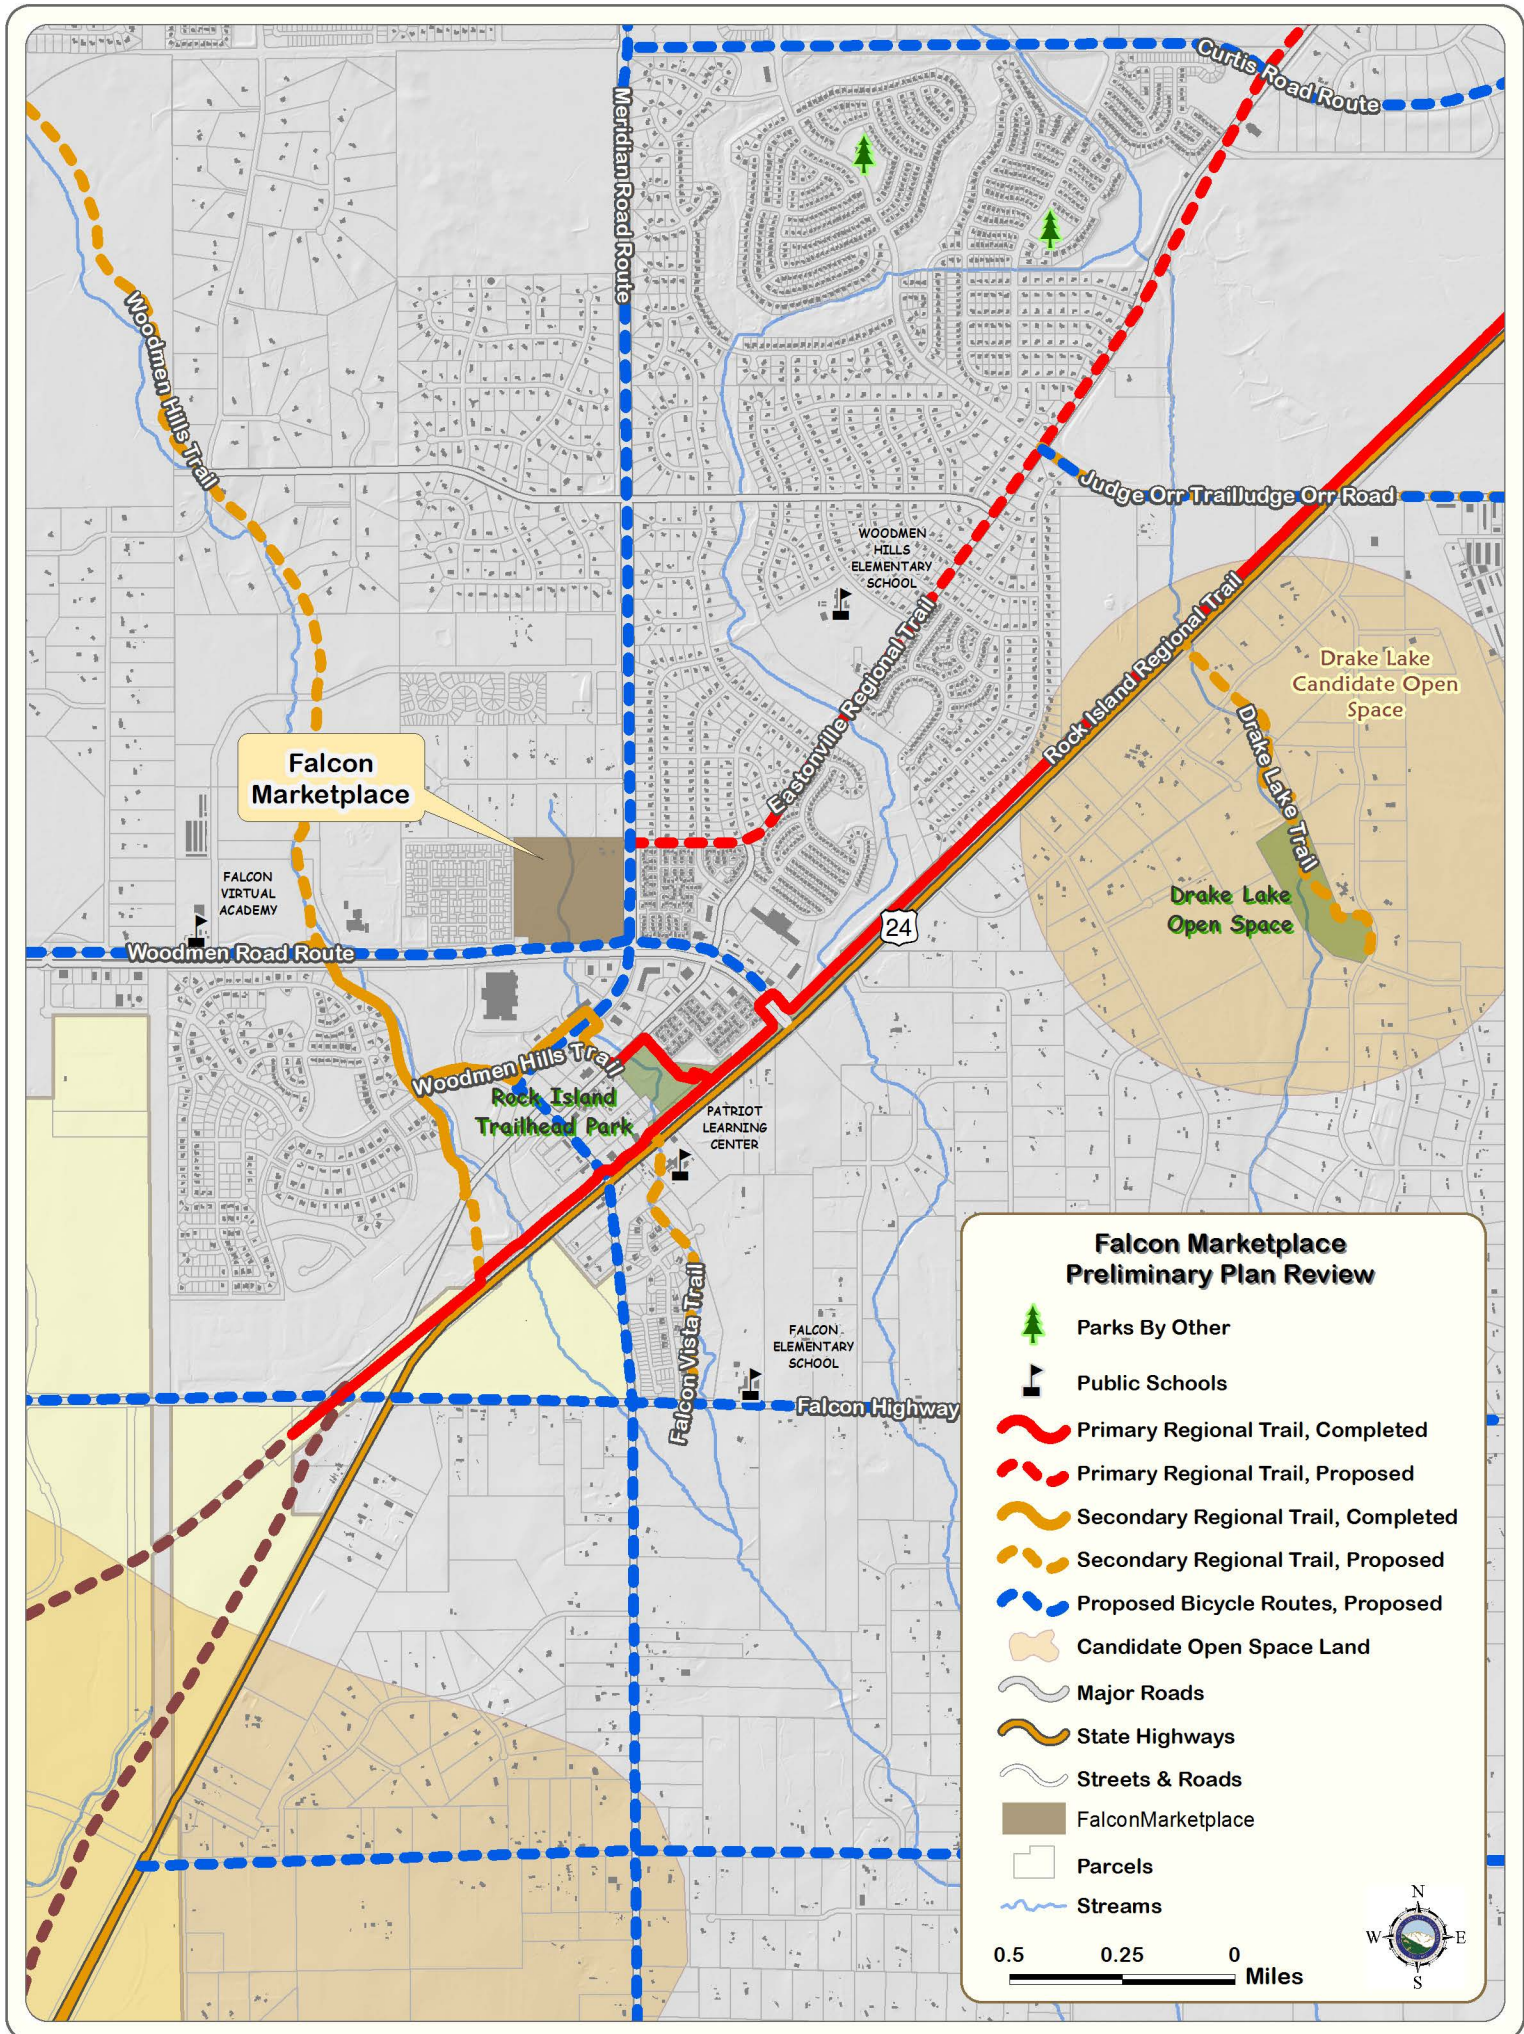 Curtis Road Route
Meridian Road Route
Woodmen Hills Trail
Judge Orr TrailIudge Orr Road
WOODMEN
HILLS
ELEMENTARY
SCHOOL
Eastonville Regional Trail
Rock Island Regional Trail
Drake Lake
Candidate Open
Space
Drake Lake Trail
Falcon
Marketplace
FALCON
VIRTUAL
ACADEMY
Drake Lake
Open Space
24
Woodmen Road Route
Woodmen Hills Trail
Rock Island
Trailhead Park
PATRIOT
LEARNING
CENTER
Falcon Vista Trail
FALCON
ELEMENTARY
SCHOOL
Falcon Highway
Falcon Marketplace
Preliminary Plan Review
Parks By Other
Public Schools
Primary Regional Trail, Completed
Primary Regional Trail, Proposed
Secondary Regional Trail, Completed
Secondary Regional Trail, Proposed
Proposed Bicycle Routes, Proposed
Candidate Open Space Land
Major Roads
State Highways
Streets & Roads
FalconMarketplace
Parcels
Streams
N
W E
S
0.5 0.25 0
Miles